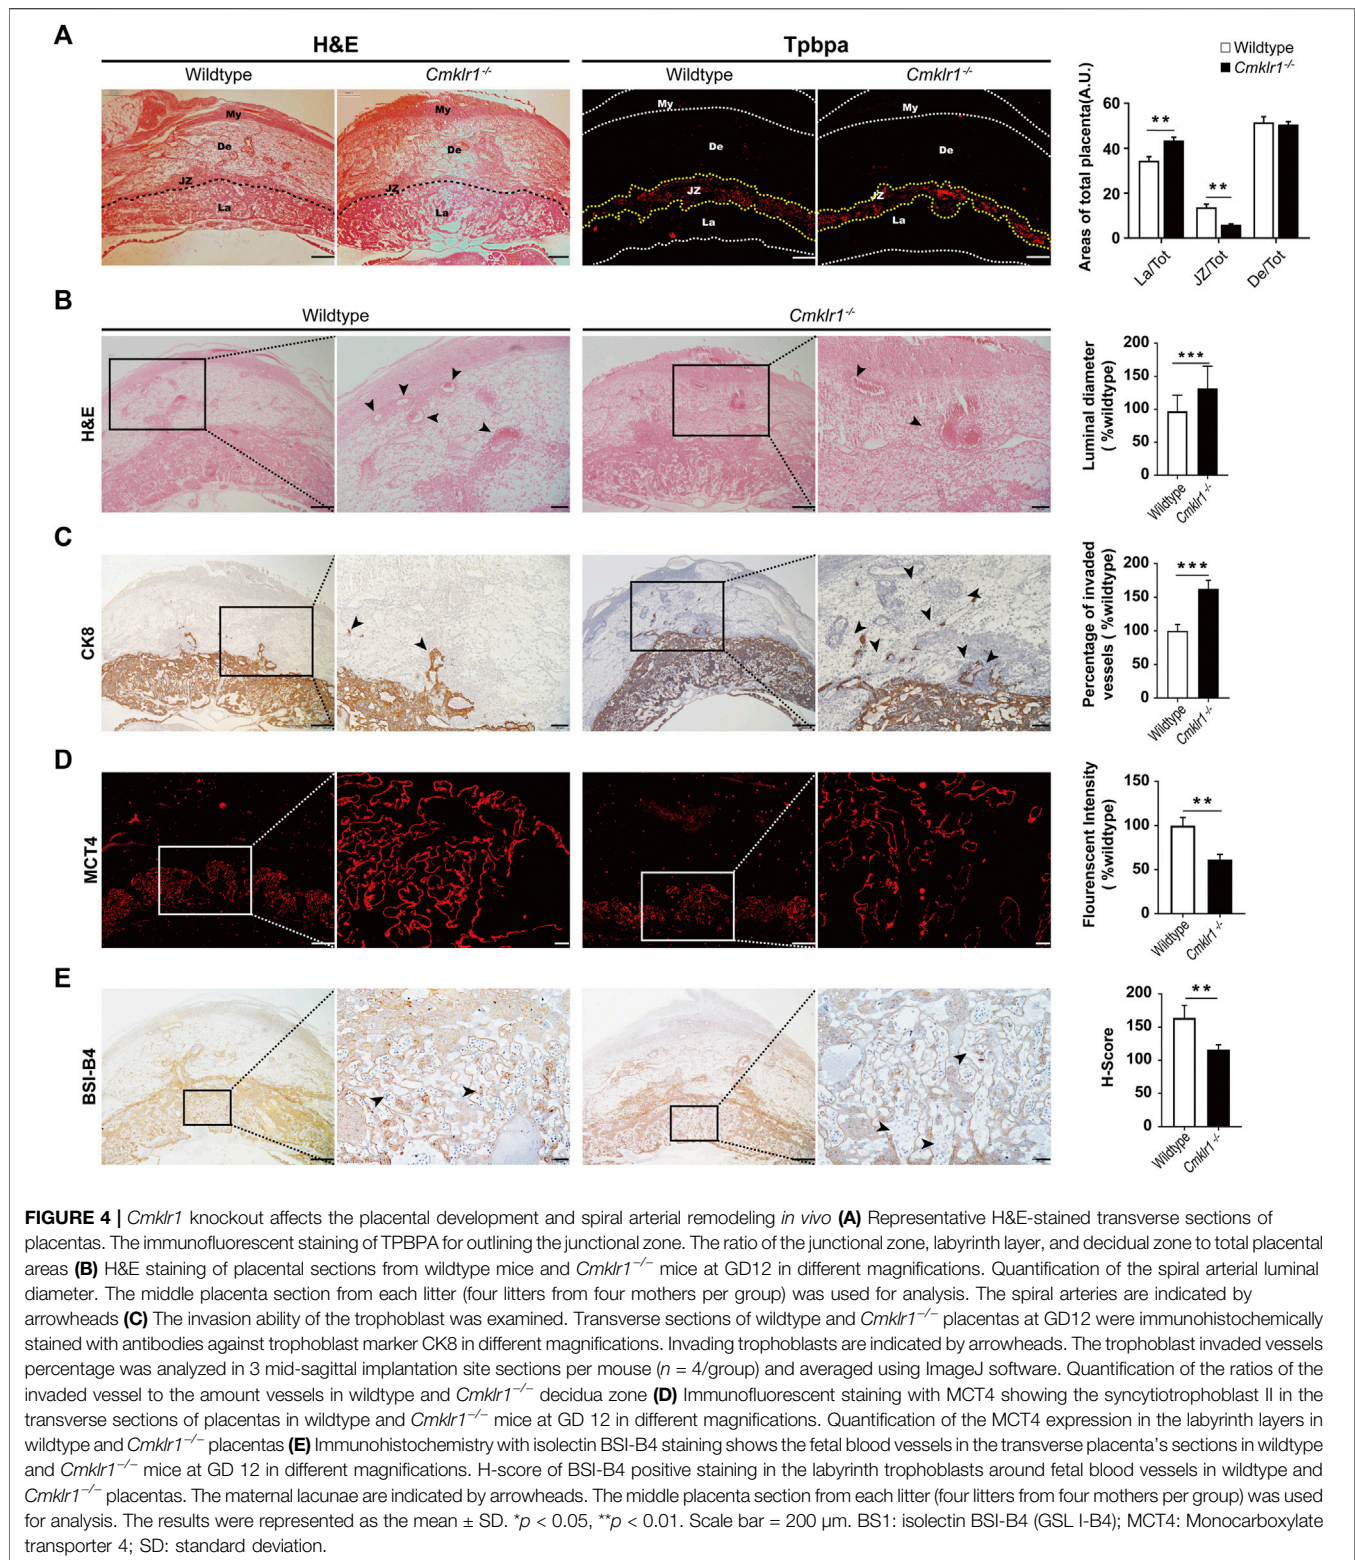 A
H&E
Tpbpa
Wildtype
Cmklr1-/-
Wildtype
Cmklr1-/-
My
De
JZ
La
My
De
JZ
La
My
De
JZ
La
My
De
JZ
La
Wildtype
Cmklr1-/-
Areas of total placenta(A.U.)
60
40
20
0
**
**
La/Tot
JZ/Tot
De/Tot
B
Wildtype
Cmklr1-/-
H&E
Luminal diameter
( %wildtype)
200
150
100
50
0
***
Wildtype
Cmklr1-/-
C
CK8
Percentage of invaded
vessels ( %wildtype)
200
150
100
50
0
***
Wildtype
Cmklr1-/-
D
MCT4
Flourenscent Intensity
( %wildtype)
150
100
50
0
**
Wildtype
Cmklr1-/-
E
BSI-B4
H-Score
200
150
100
50
0
**
Wildtype
Cmklr1-/-
FIGURE 4 | Cmklr1 knockout affects the placental development and spiral arterial remodeling in vivo (A) Representative H&E-stained transverse sections of
placentas. The immunofluorescent staining of TPBPA for outlining the junctional zone. The ratio of the junctional zone, labyrinth layer, and decidual zone to total placental
areas (B) H&E staining of placental sections from wildtype mice and Cmklr1−/− mice at GD12 in different magnifications. Quantification of the spiral arterial luminal
diameter. The middle placenta section from each litter (four litters from four mothers per group) was used for analysis. The spiral arteries are indicated by
arrowheads (C) The invasion ability of the trophoblast was examined. Transverse sections of wildtype and Cmklr1−/− placentas at GD12 were immunohistochemically
stained with antibodies against trophoblast marker CK8 in different magnifications. Invading trophoblasts are indicated by arrowheads. The trophoblast invaded vessels
percentage was analyzed in 3 mid-sagittal implantation site sections per mouse (n = 4/group) and averaged using ImageJ software. Quantification of the ratios of the
invaded vessel to the amount vessels in wildtype and Cmklr1−/− decidua zone (D) Immunofluorescent staining with MCT4 showing the syncytiotrophoblast II in the
transverse sections of placentas in wildtype and Cmklr1−/− mice at GD 12 in different magnifications. Quantification of the MCT4 expression in the labyrinth layers in
wildtype and Cmklr1−/− placentas (E) Immunohistochemistry with isolectin BSI-B4 staining shows the fetal blood vessels in the transverse placenta's sections in wildtype
and Cmklr1−/− mice at GD 12 in different magnifications. H-score of BSI-B4 positive staining in the labyrinth trophoblasts around fetal blood vessels in wildtype and
Cmklr1−/− placentas. The maternal lacunae are indicated by arrowheads. The middle placenta section from each litter (four litters from four mothers per group) was used
for analysis. The results were represented as the mean ± SD. *p < 0.05, **p < 0.01. Scale bar = 200 μm. BS1: isolectin BSI-B4 (GSL I-B4); MCT4: Monocarboxylate
transporter 4; SD: standard deviation.